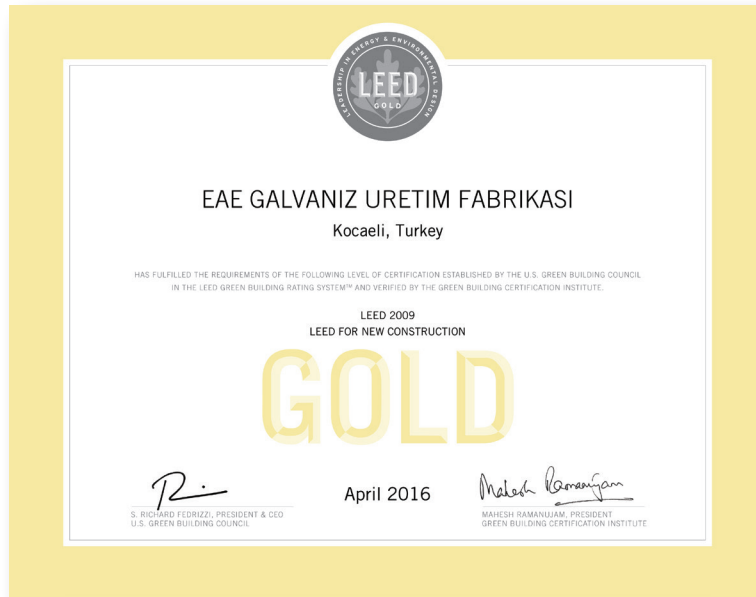 LEADERSHIP IN ENERGY & ENVIRONMENTAL DESIGN
LEED
GOLD
EAE GALVANIZ URETIM FABRIKASI
Kocaeli, Turkey
HAS FULFILLED THE REQUIREMENTS OF THE FOLLOWING LEVEL OF CERTIFICATION ESTABLISHED BY THE U.S. GREEN BUILDING COUNCIL
IN THE LEED GREEN BUILDING RATING SYSTEM™ AND VERIFIED BY THE GREEN BUILDING CERTIFICATION INSTITUTE.
LEED 2009
LEED FOR NEW CONSTRUCTION
GOLD
April 2016
Mahesh Ramanujam
S. RICHARD FEDRIZZI, PRESIDENT & CEO
U.S. GREEN BUILDING COUNCIL
MAHESH RAMANUJAM, PRESIDENT
GREEN BUILDING CERTIFICATION INSTITUTE